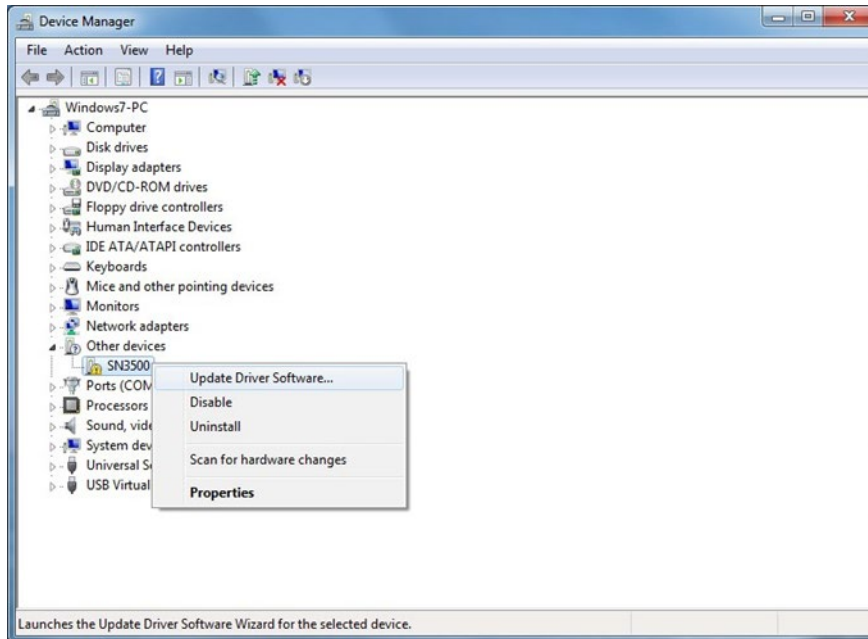 Device Manager
File Action View Help
Windows7-PC
Computer
Disk drives
Display adapters
DVD/CD-ROM drives
Floppy drive controllers
Human Interface Devices
IDE ATA/ATAPI controllers
Keyboards
Mice and other pointing devices
Monitors
Network adapters
Other devices
SN3500
Update Driver Software...
Ports (COM
Disable
Processors
Uninstall
Sound, vide
System dev
Scan for hardware changes
Universal S
USB Virtual
Properties
Launches the Update Driver Software Wizard for the selected device.